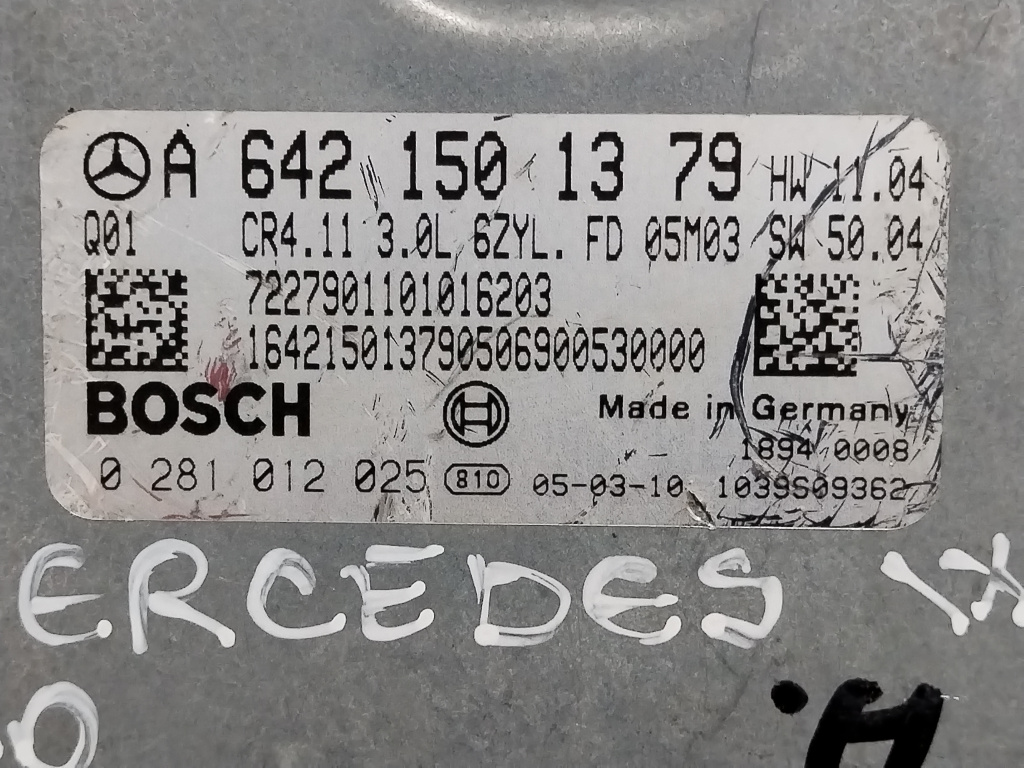 A 642 150 13 79 HW 11.04
Q01 CR4.11 3.0L 6ZYL. FD 05M03 SW 50.04
7227901101016203
164215013790506900530000
BOSCH Made in Germany
1894 0008
0 281 012 025 810 05-03-10 1039S09362
ERCEDES
H